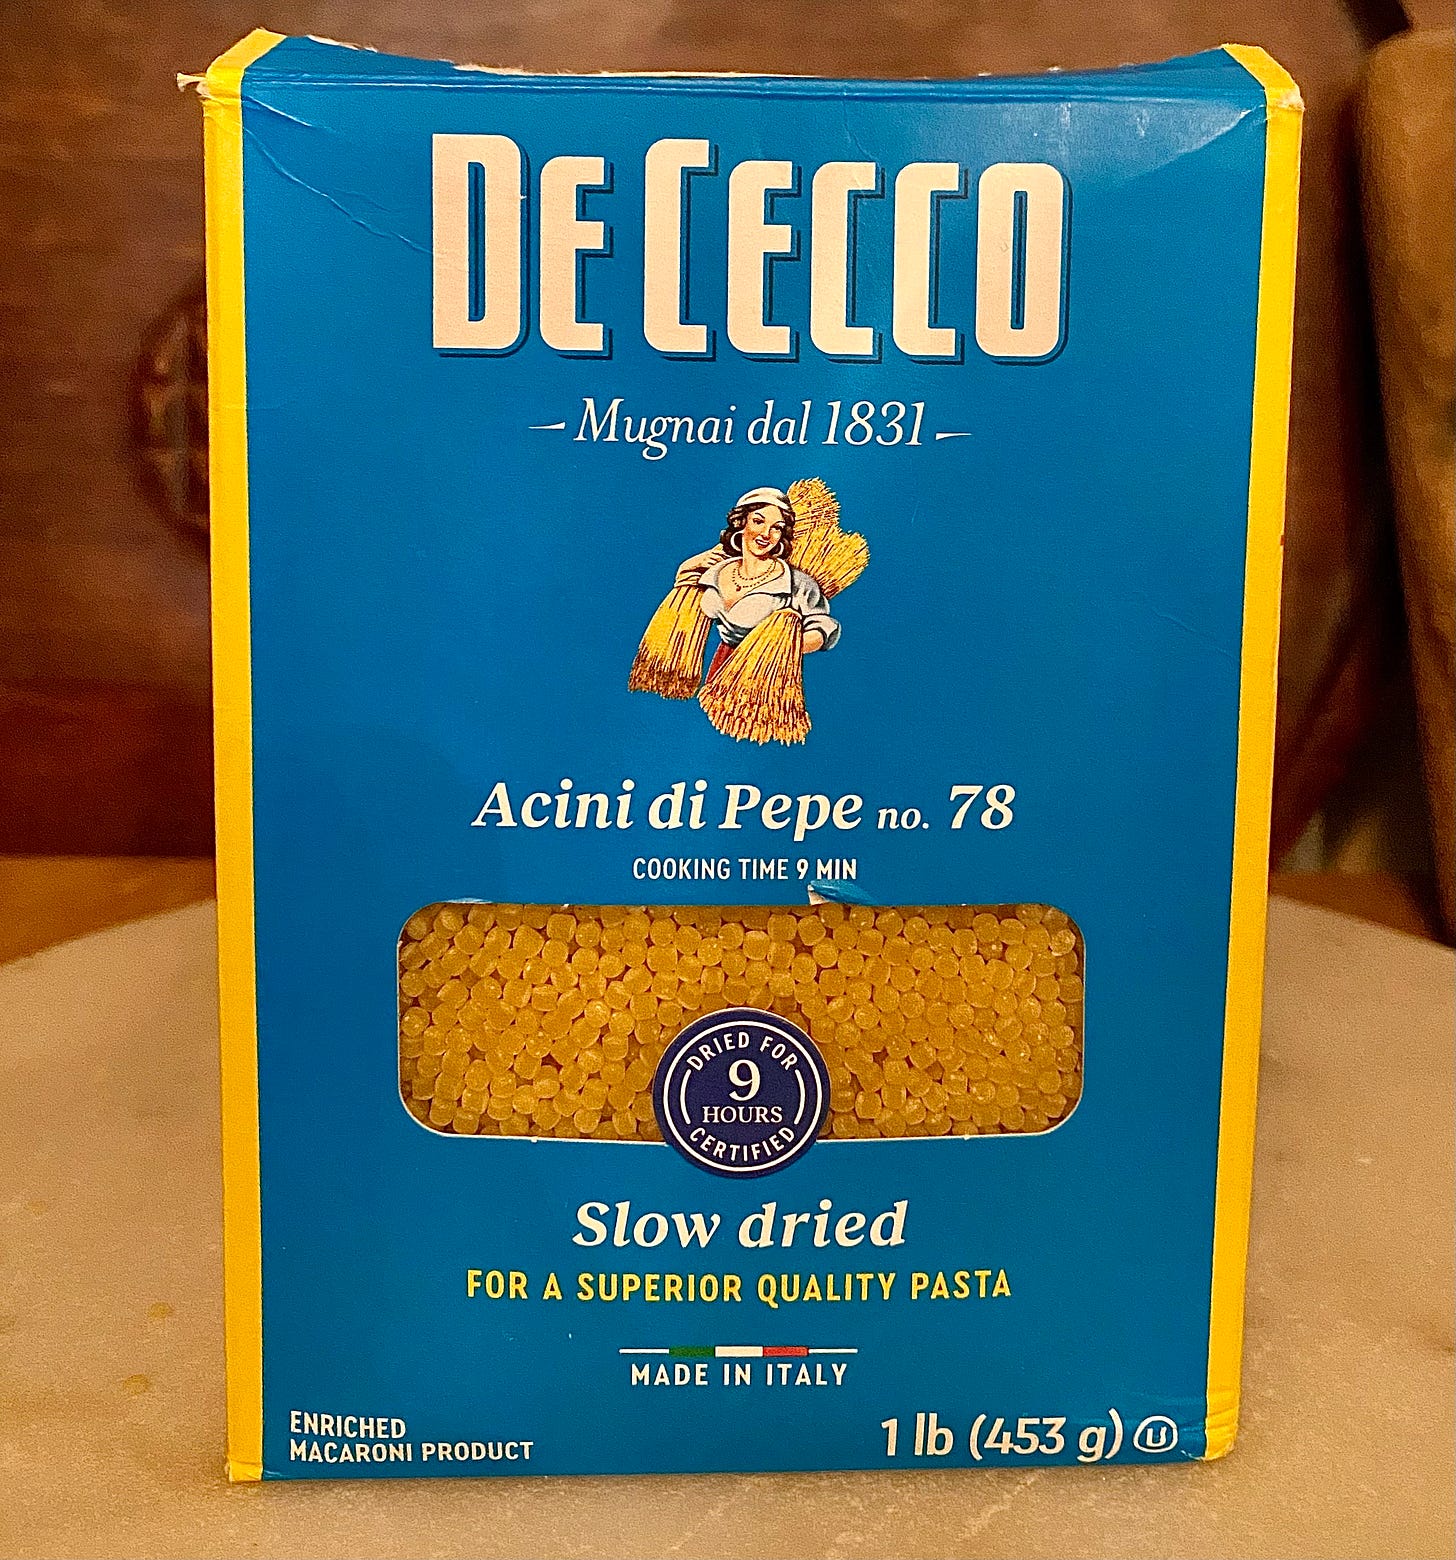 DE CECCO
– Mugnai dal 1831 –
Acini di Pepe no. 78
COOKING TIME 9 MIN
DRIED FOR
9
HOURS
CERTIFIED
Slow dried
FOR A SUPERIOR QUALITY PASTA
MADE IN ITALY
ENRICHED
MACARONI PRODUCT
1 lb (453 g) U